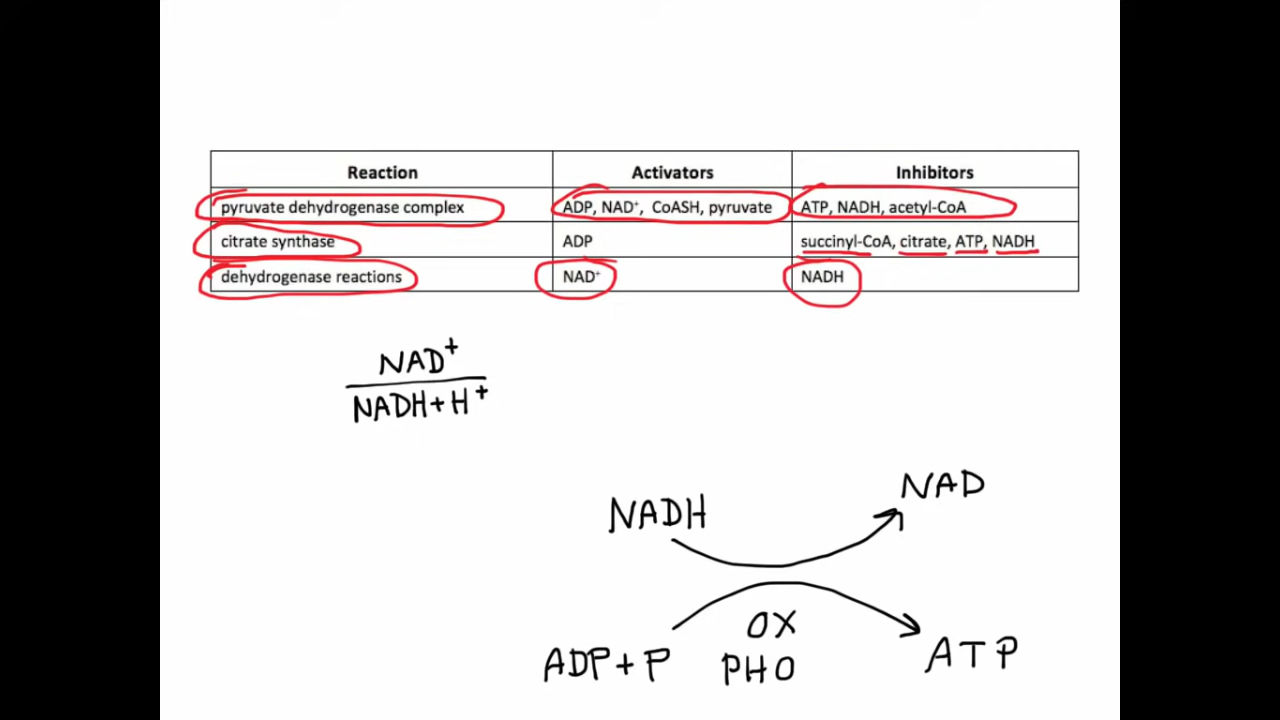 Reaction Activators Inhibitors
pyruvate dehydrogenase complex ADP, NAD⁺, CoASH, pyruvate ATP, NADH, acetyl-CoA
citrate synthase ADP succinyl-CoA, citrate, ATP, NADH
dehydrogenase reactions NAD⁺ NADH
NAD⁺
NADH+H⁺
NAD
NADH
OX
ADP+P PHO ATP